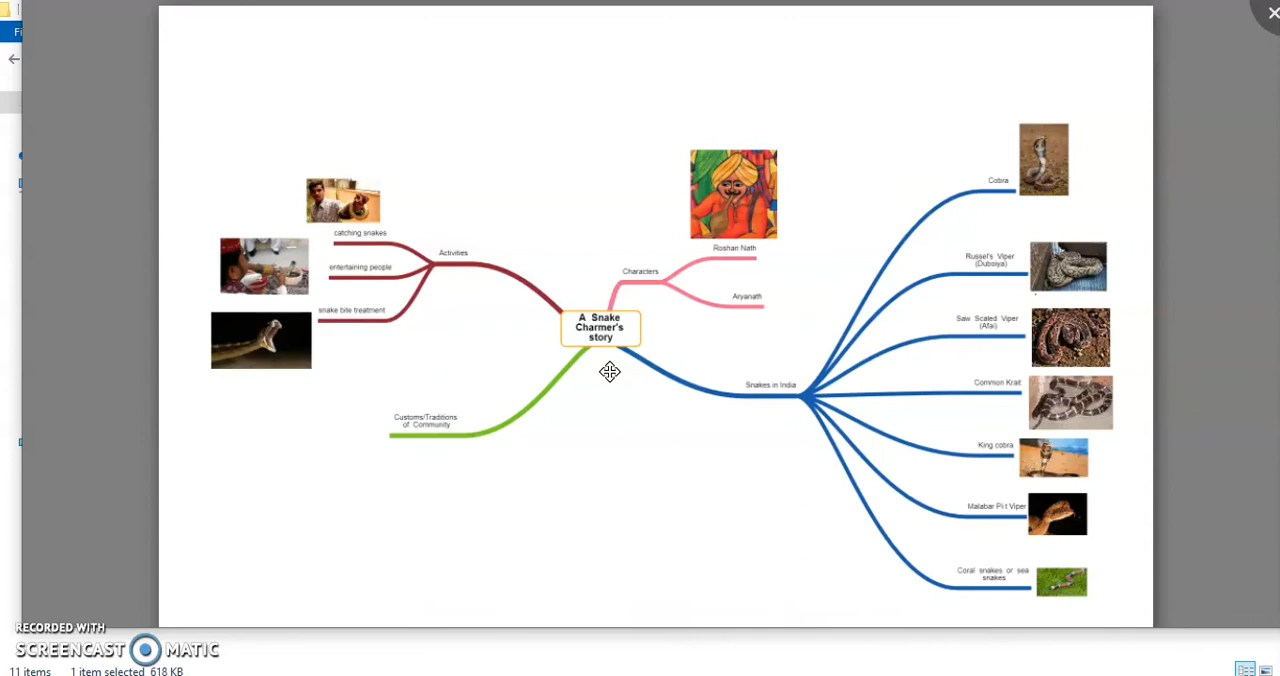 Fi
catching snakes
entertaining people
snake bite treatment
Activities
Customs/Traditions
of Community
A Snake
Charmer's
story
Characters
Roshan Nath
Aryanath
Snakes in India
Cobra
Russel's Viper
(Duboiya)
Saw Scaled Viper
(Afai)
Common Krait
King cobra
Malabar Pit Viper
Coral snakes or sea
snakes
RECORDED WITH
SCREENCAST MATIC
11 items 1 item selected 618 KB